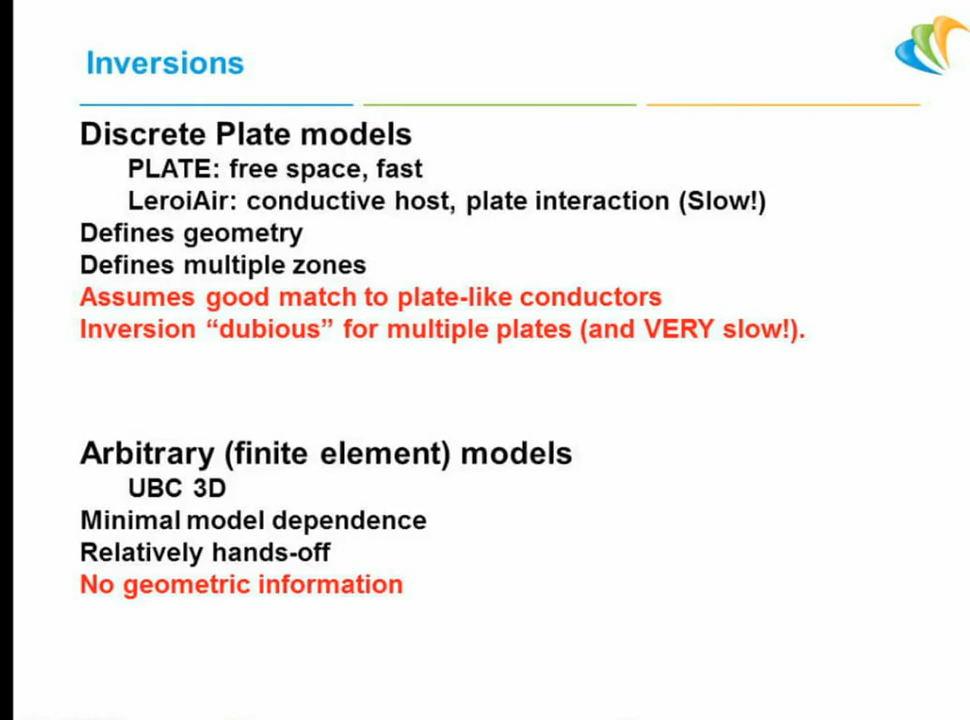 Inversions
Discrete Plate models
PLATE: free space, fast
LeroiAir: conductive host, plate interaction (Slow!)
Defines geometry
Defines multiple zones
Assumes good match to plate-like conductors
Inversion “dubious” for multiple plates (and VERY slow!).
Arbitrary (finite element) models
UBC 3D
Minimal model dependence
Relatively hands-off
No geometric information